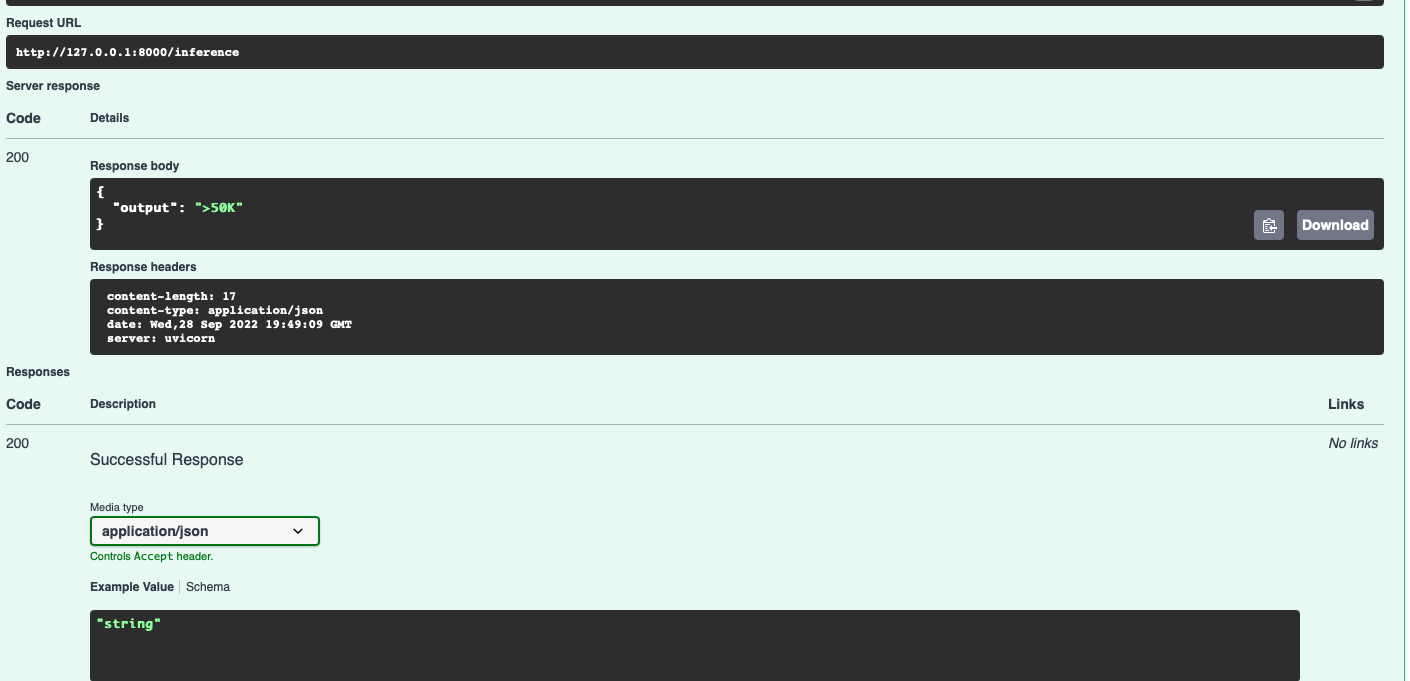 Request URL
http://127.0.0.1:8000/inference
Server response
Code Details
200
Response body
{
  "output": ">50K"
}
Download
Response headers
content-length: 17
content-type: application/json
date: Wed,28 Sep 2022 19:49:09 GMT
server: uvicorn
Responses
Code Description Links
200 No links
Successful Response
Media type
application/json
Controls Accept header.
Example Value Schema
"string"